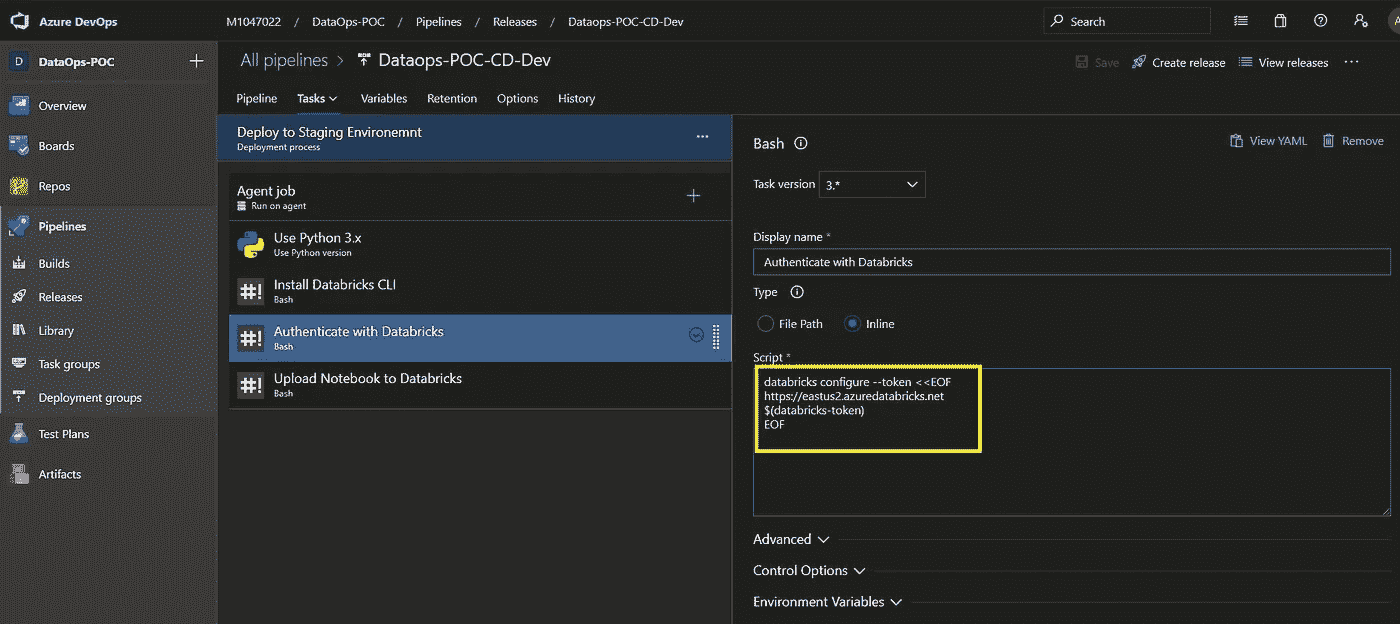 Azure DevOps
M1047022 / DataOps-POC / Pipelines / Releases / Dataops-POC-CD-Dev
Search
D DataOps-POC
Overview
Boards
Repos
Pipelines
Builds
Releases
Library
Task groups
Deployment groups
Test Plans
Artifacts
All pipelines > Dataops-POC-CD-Dev
Save Create release View releases ...
Pipeline Tasks Variables Retention Options History
Deploy to Staging Environemnt
Deployment process
Agent job
Run on agent
Use Python 3.x
Use Python version
Install Databricks CLI
Bash
Authenticate with Databricks
Bash
Upload Notebook to Databricks
Bash
Bash
View YAML Remove
Task version 3.*
Display name *
Authenticate with Databricks
Type
File Path Inline
Script *
databricks configure --token <<EOF
https://eastus2.azuredatabricks.net
$(databricks-token)
EOF
Advanced
Control Options
Environment Variables